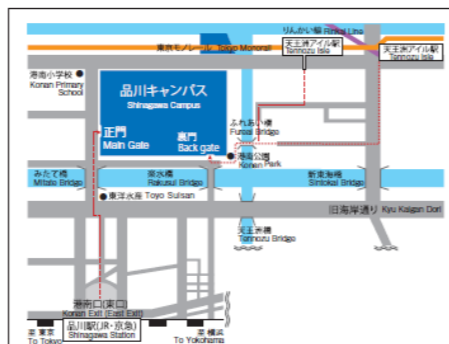 りんかい線 Rinkai Line
東京モノレール Tokyo Monorail
天王洲アイル駅
Tennozu Isle
天王洲アイル駅
Tennozu Isle
港南小学校
Konan Primary
School
品川キャンパス
Shinagawa Campus
正門
Main Gate
裏門
Back gate
ふれあい橋
Fureai Bridge
港南公園
Konan Park
みたて橋
Mitate Bridge
楽水橋
Rakusui Bridge
新東海橋
Sintokai Bridge
東洋水産 Toyo Suisan
旧海岸通り Kyu Kaigan Dori
天王洲橋
Tennozu Bridge
港南口(東口)
Konan Exit (East Exit)
至 東京
To Tokyo
品川駅(JR・京急)
Shinagawa Station
至 横浜
To Yokohama